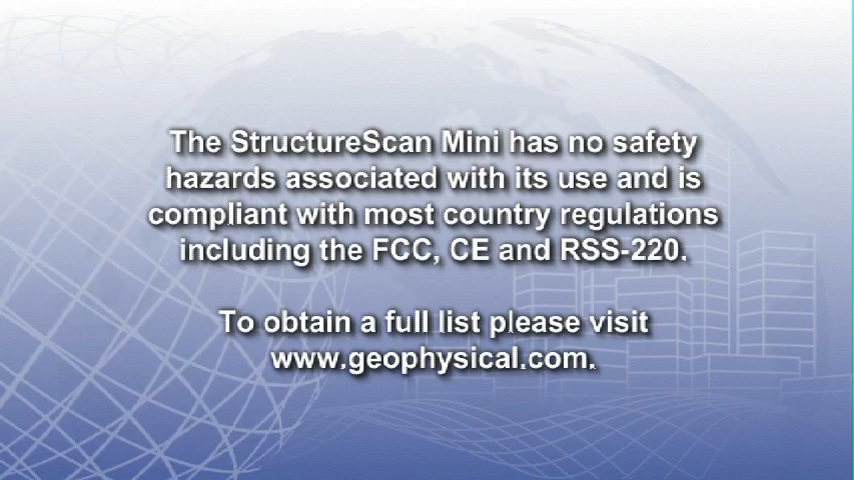 The StructureScan Mini has no safety
hazards associated with its use and is
compliant with most country regulations
including the FCC, CE and RSS-220.
To obtain a full list please visit
www.geophysical.com.